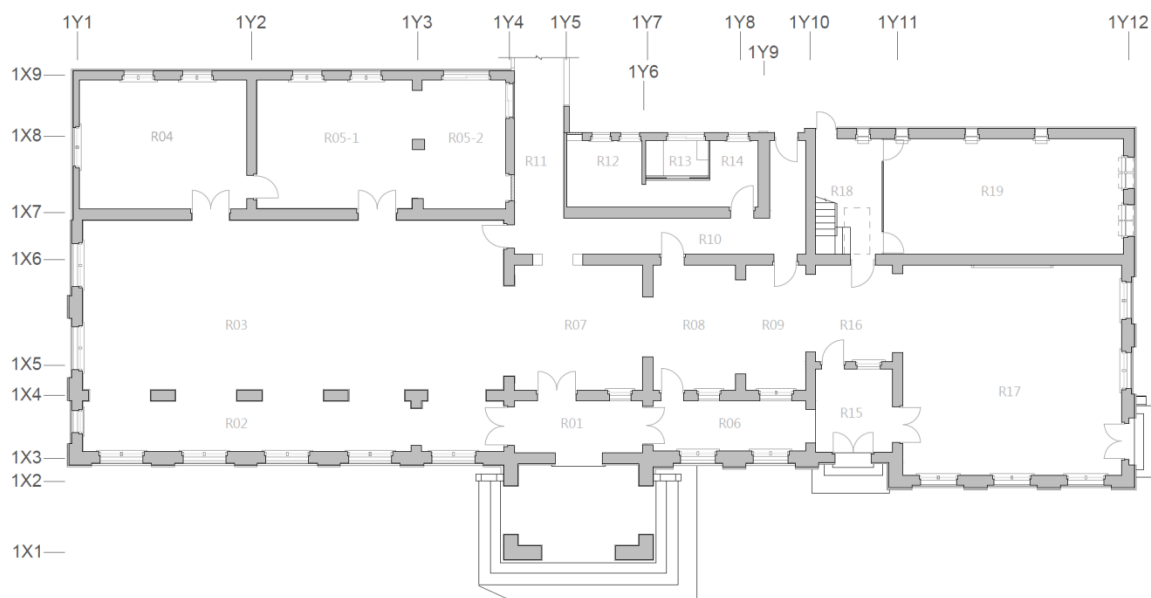 1Y1 1Y2 1Y3 1Y4 1Y5 1Y7 1Y8 1Y10 1Y11 1Y12
1Y9
1Y6
1X9
1X8
1X7
1X6
1X5
1X4
1X3
1X2
1X1
R04 R05-1 R05-2 R11 R12 R13 R14 R18 R19
R10
R03 R07 R08 R09 R16
R17
R02 R01 R06 R15